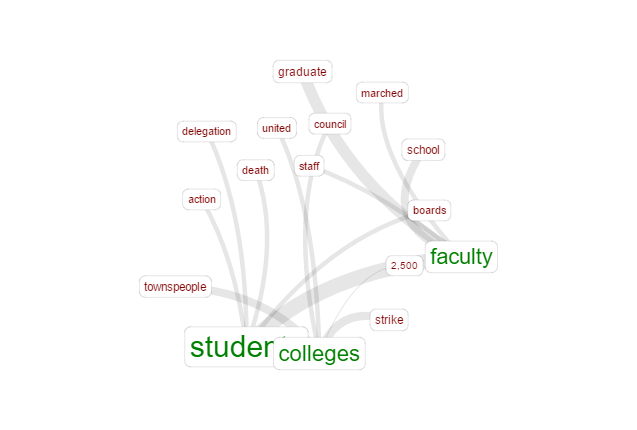 graduate
marched
council
united
delegation
school
death
staff
action
boards
faculty
2,500
townspeople
strike
studen
colleges